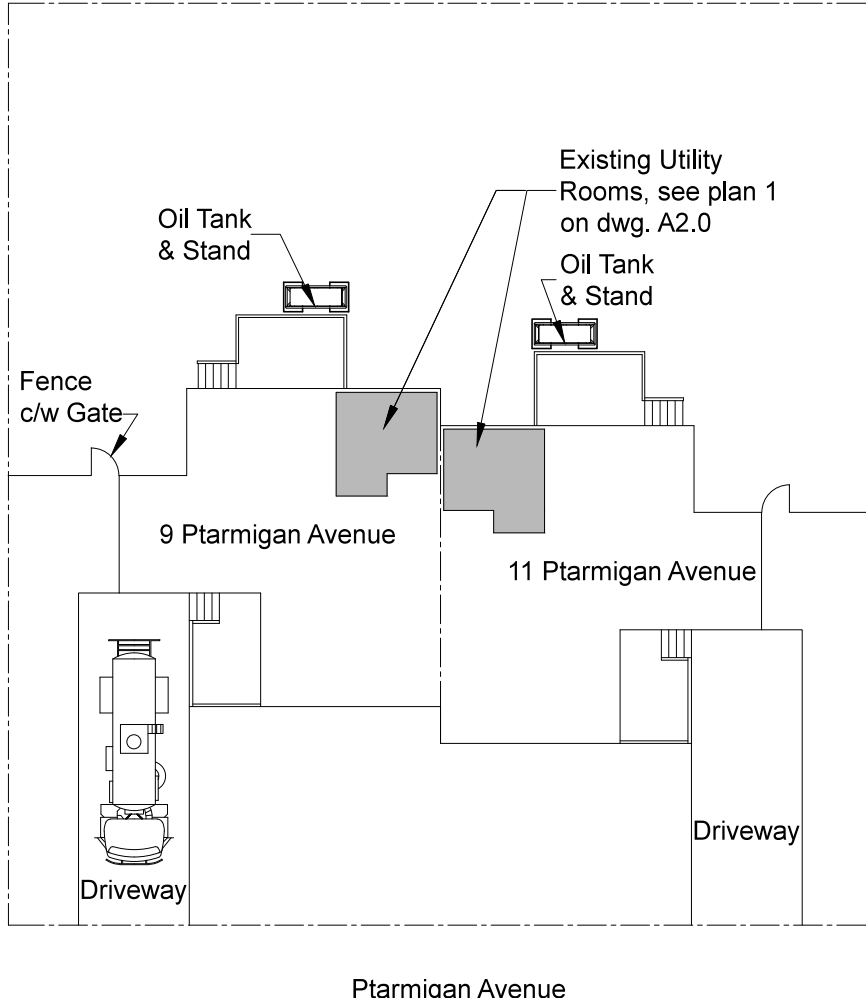 Existing Utility
Rooms, see plan 1
on dwg. A2.0
Oil Tank
& Stand
Oil Tank
& Stand
Fence
c/w Gate
9 Ptarmigan Avenue
11 Ptarmigan Avenue
Driveway
Driveway
Ptarmigan Avenue